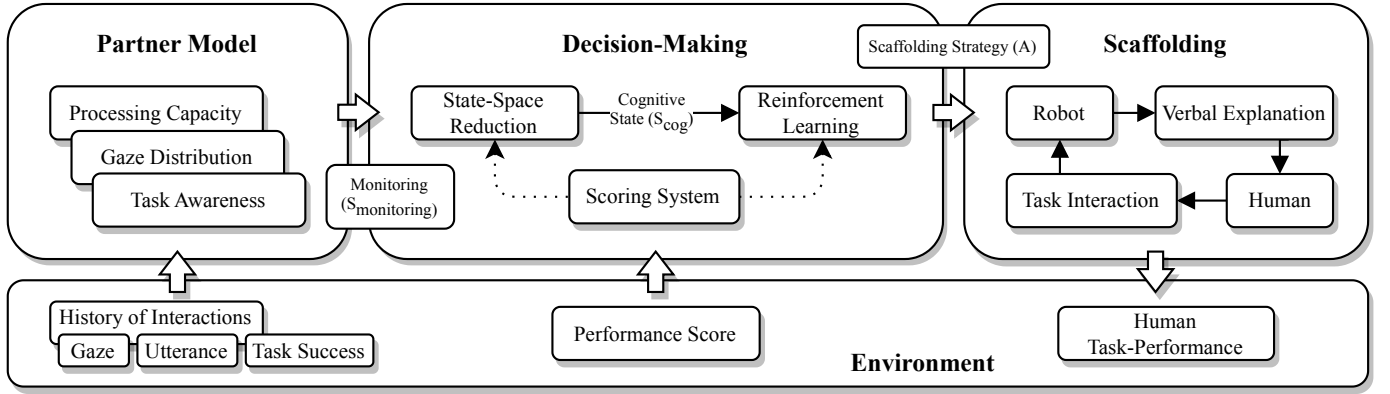 Partner Model
Processing Capacity
Gaze Distribution
Task Awareness
Monitoring
(Smonitoring)
Decision-Making
State-Space
Reduction
Cognitive
State (Scog)
Reinforcement
Learning
Scoring System
Scaffolding Strategy (A)
Scaffolding
Robot
Verbal Explanation
Task Interaction
Human
History of Interactions
Gaze
Utterance
Task Success
Performance Score
Human
Task-Performance
Environment